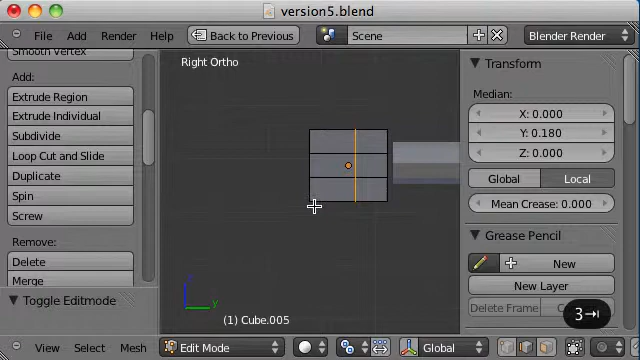 version5.blend
File
Add
Render
Help
Back to Previous
Scene
Blender Render
Smooth Vertex
Add:
Extrude Region
Extrude Individual
Subdivide
Loop Cut and Slide
Duplicate
Spin
Screw
Remove:
Delete
Merge
Toggle Editmode
Right Ortho
z
y
(1) Cube.005
Transform
Median:
X: 0.000
Y: 0.180
Z: 0.000
Global
Local
Mean Crease: 0.000
Grease Pencil
New
New Layer
Delete Frame
3
View
Select
Mesh
Edit Mode
Global